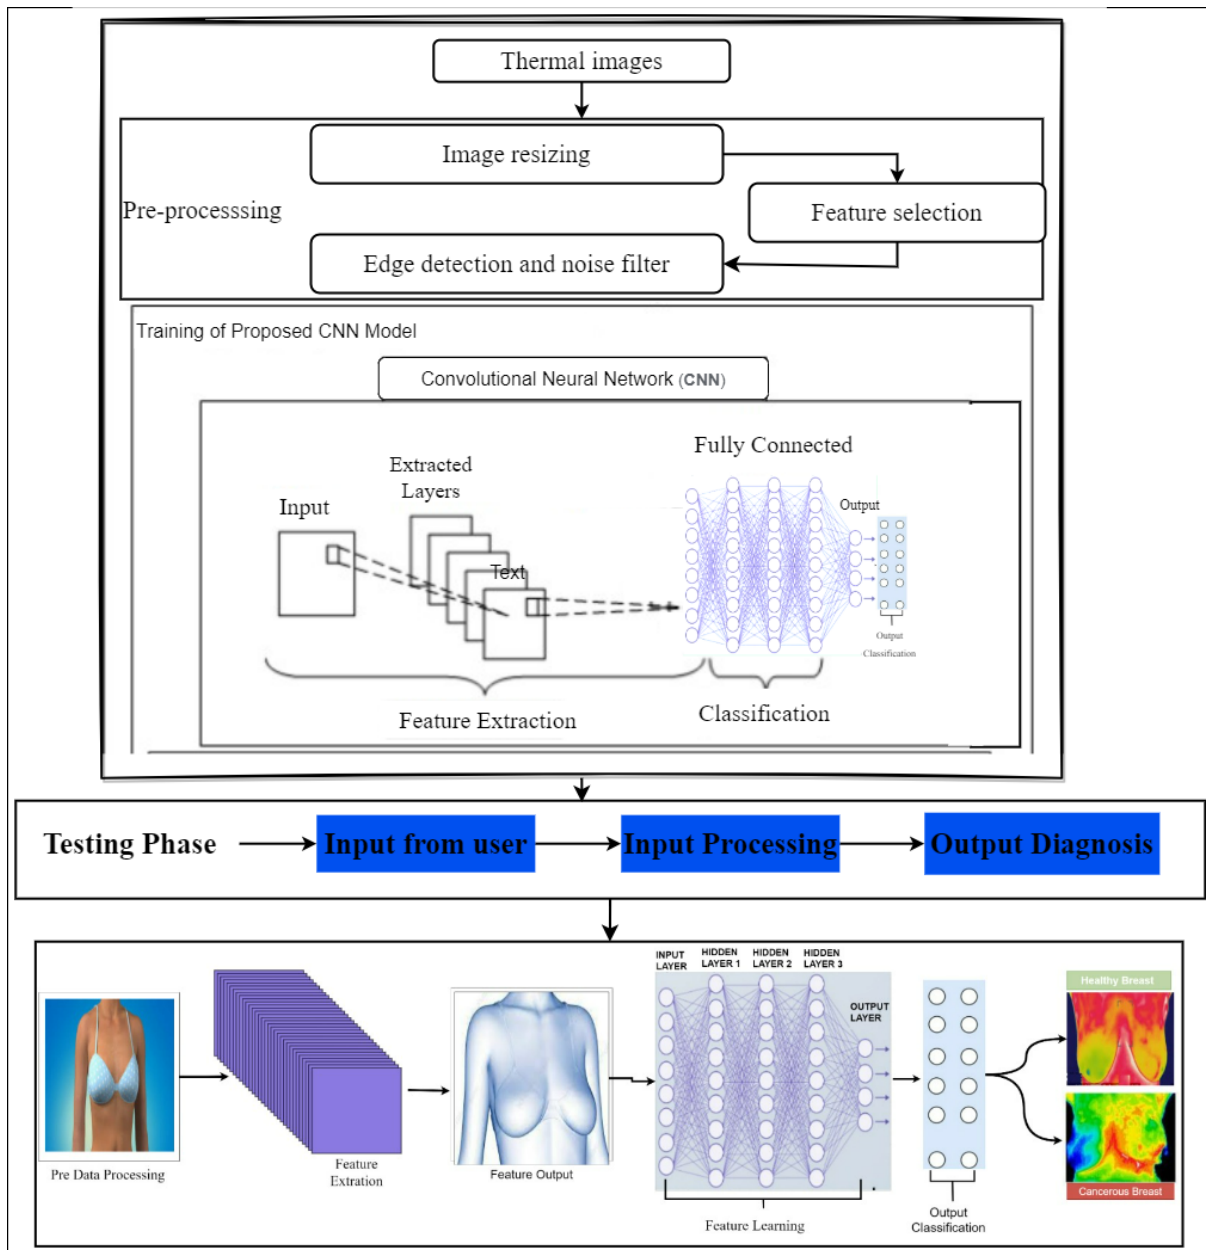 Thermal images
Image resizing
Pre-processsing
Feature selection
Edge detection and noise filter
Training of Proposed CNN Model
Convolutional Neural Network (CNN)
Fully Connected
Extracted
Layers
Input
Output
Text
Output
Classification
Feature Extraction
Classification
Testing Phase
Input from user
Input Processing
Output Diagnosis
INPUT
LAYER
HIDDEN
LAYER 1
HIDDEN
LAYER 2
HIDDEN
LAYER 3
OUTPUT
LAYER
Healthy Breast
Pre Data Processing
Feature
Extration
Feature Output
Feature Learning
Output
Classification
Cancerous Breast